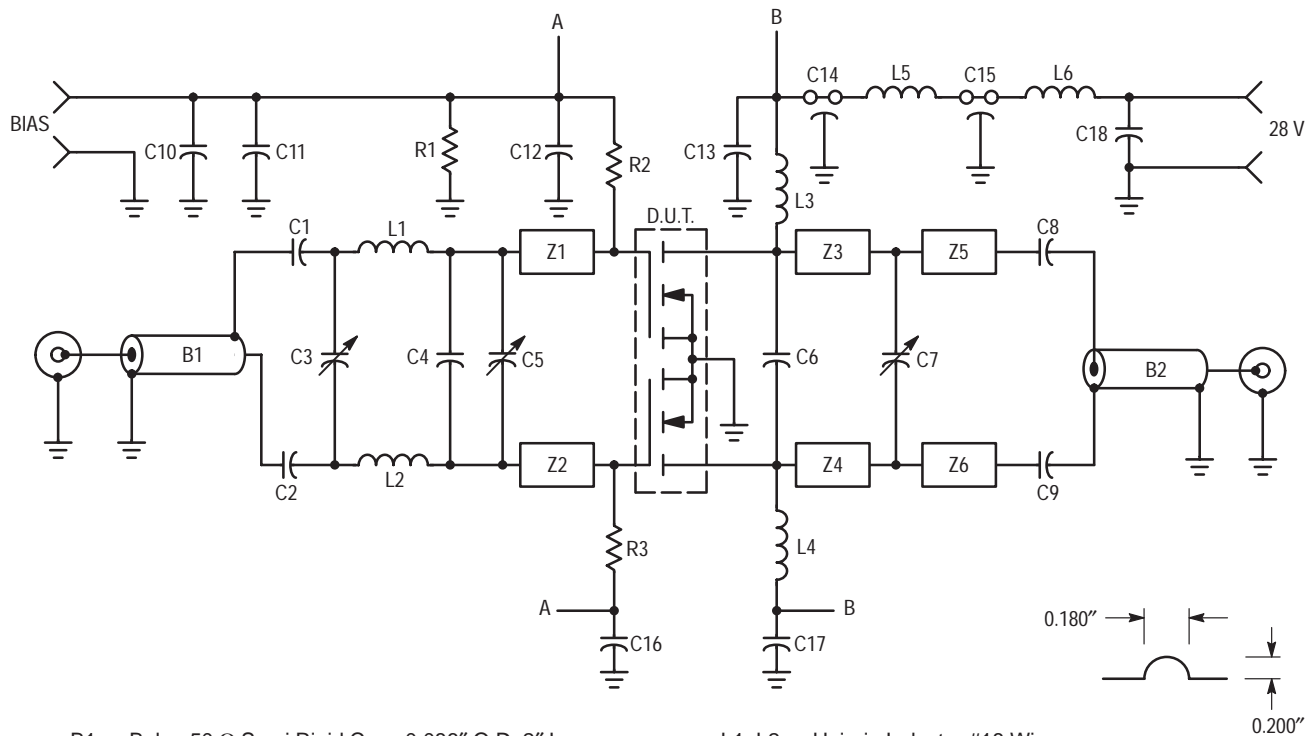 A
B
C14
L5
C15
L6
BIAS
C10
C11
R1
C12
R2
C13
C18
28 V
L3
D.U.T.
C1
L1
Z1
Z3
Z5
C8
B1
C3
C4
C5
C6
C7
B2
C2
L2
Z2
Z4
Z6
C9
R3
L4
A
B
C16
C17
0.180″
0.200″